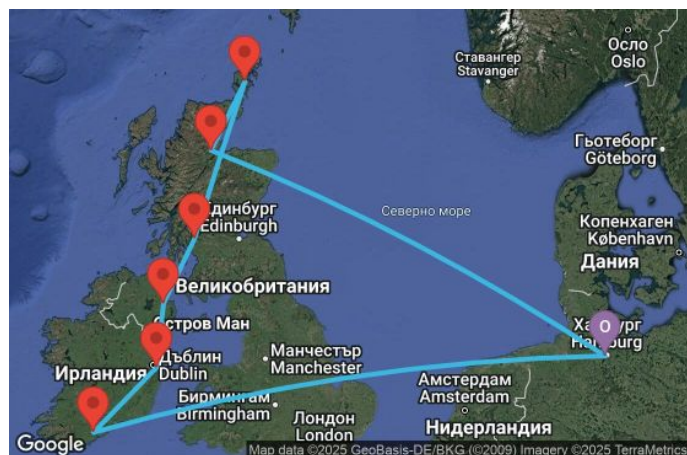 Осло
Oslo
Ставангер
Stavanger
Гьотеборг
Göteborg
Единбург
Edinburgh
Северно море
Копенхаген
København
Дания
Великобритания
Остров Ман
Хамбург
Hamburg
O
Дъблин
Dublin
Ирландия
Манчестър
Manchester
Бирмингам
Birmingham
Амстердам
Amsterdam
Лондон
London
Нидерландия
Google
Map data ©2025 GeoBasis-DE/BKG (©2009) Imagery ©2025 TerraMetrics